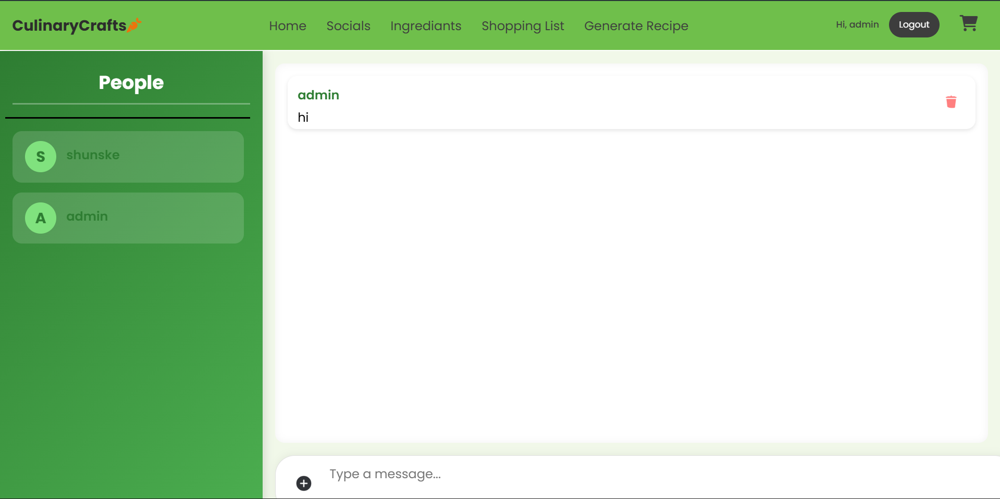 CulinaryCrafts
Home Socials Ingrediants Shopping List Generate Recipe
Hi, admin Logout
People
S shunske
A admin
admin
hi
Type a message...